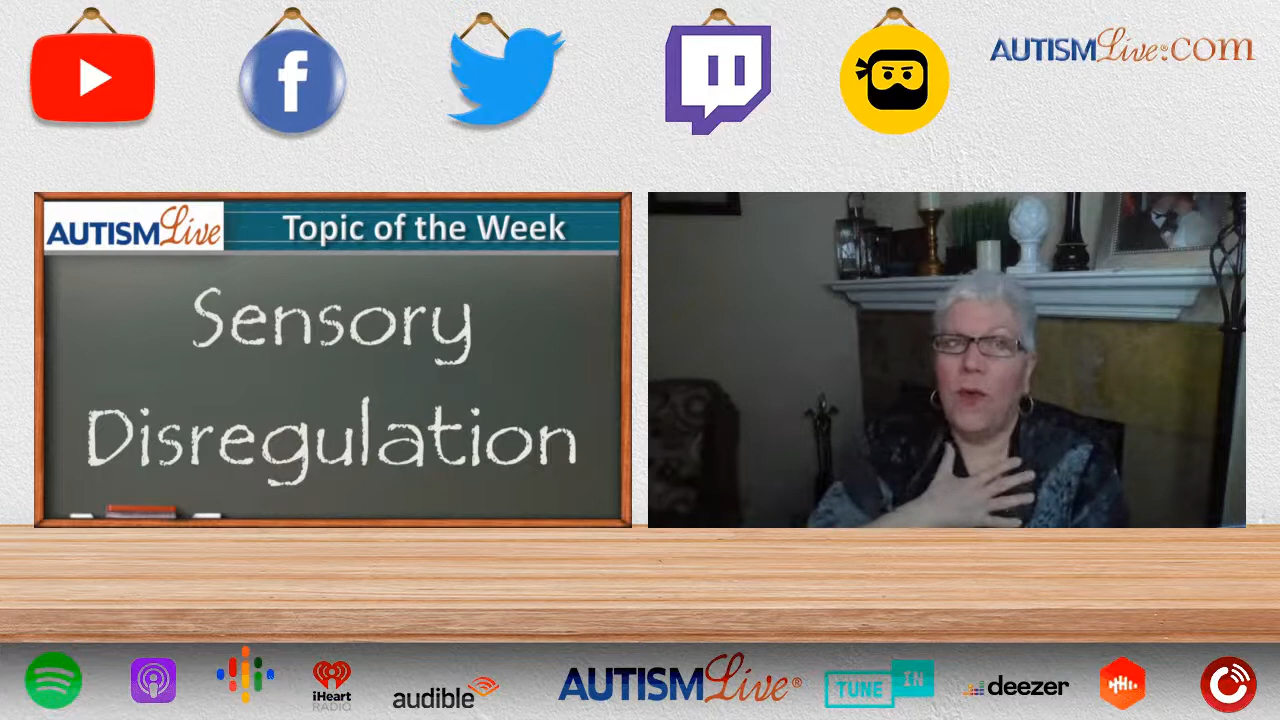 AUTISMLive®.com
AUTISMLive
Topic of the Week
Sensory
Disregulation
iHeart
RADIO
audible
AUTISMLive®
TUNE IN
deezer